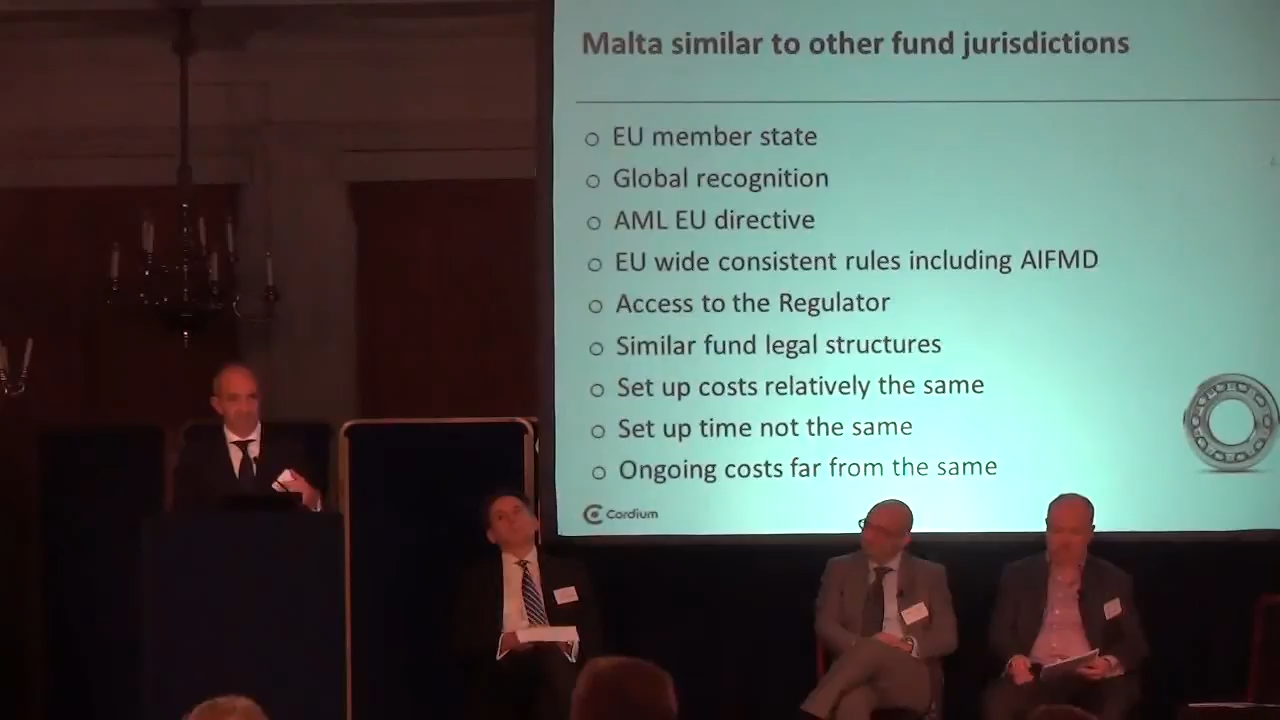 Malta similar to other fund jurisdictions
EU member state
Global recognition
AML EU directive
EU wide consistent rules including AIFMD
Access to the Regulator
Similar fund legal structures
Set up costs relatively the same
Set up time not the same
Ongoing costs far from the same
Cordium